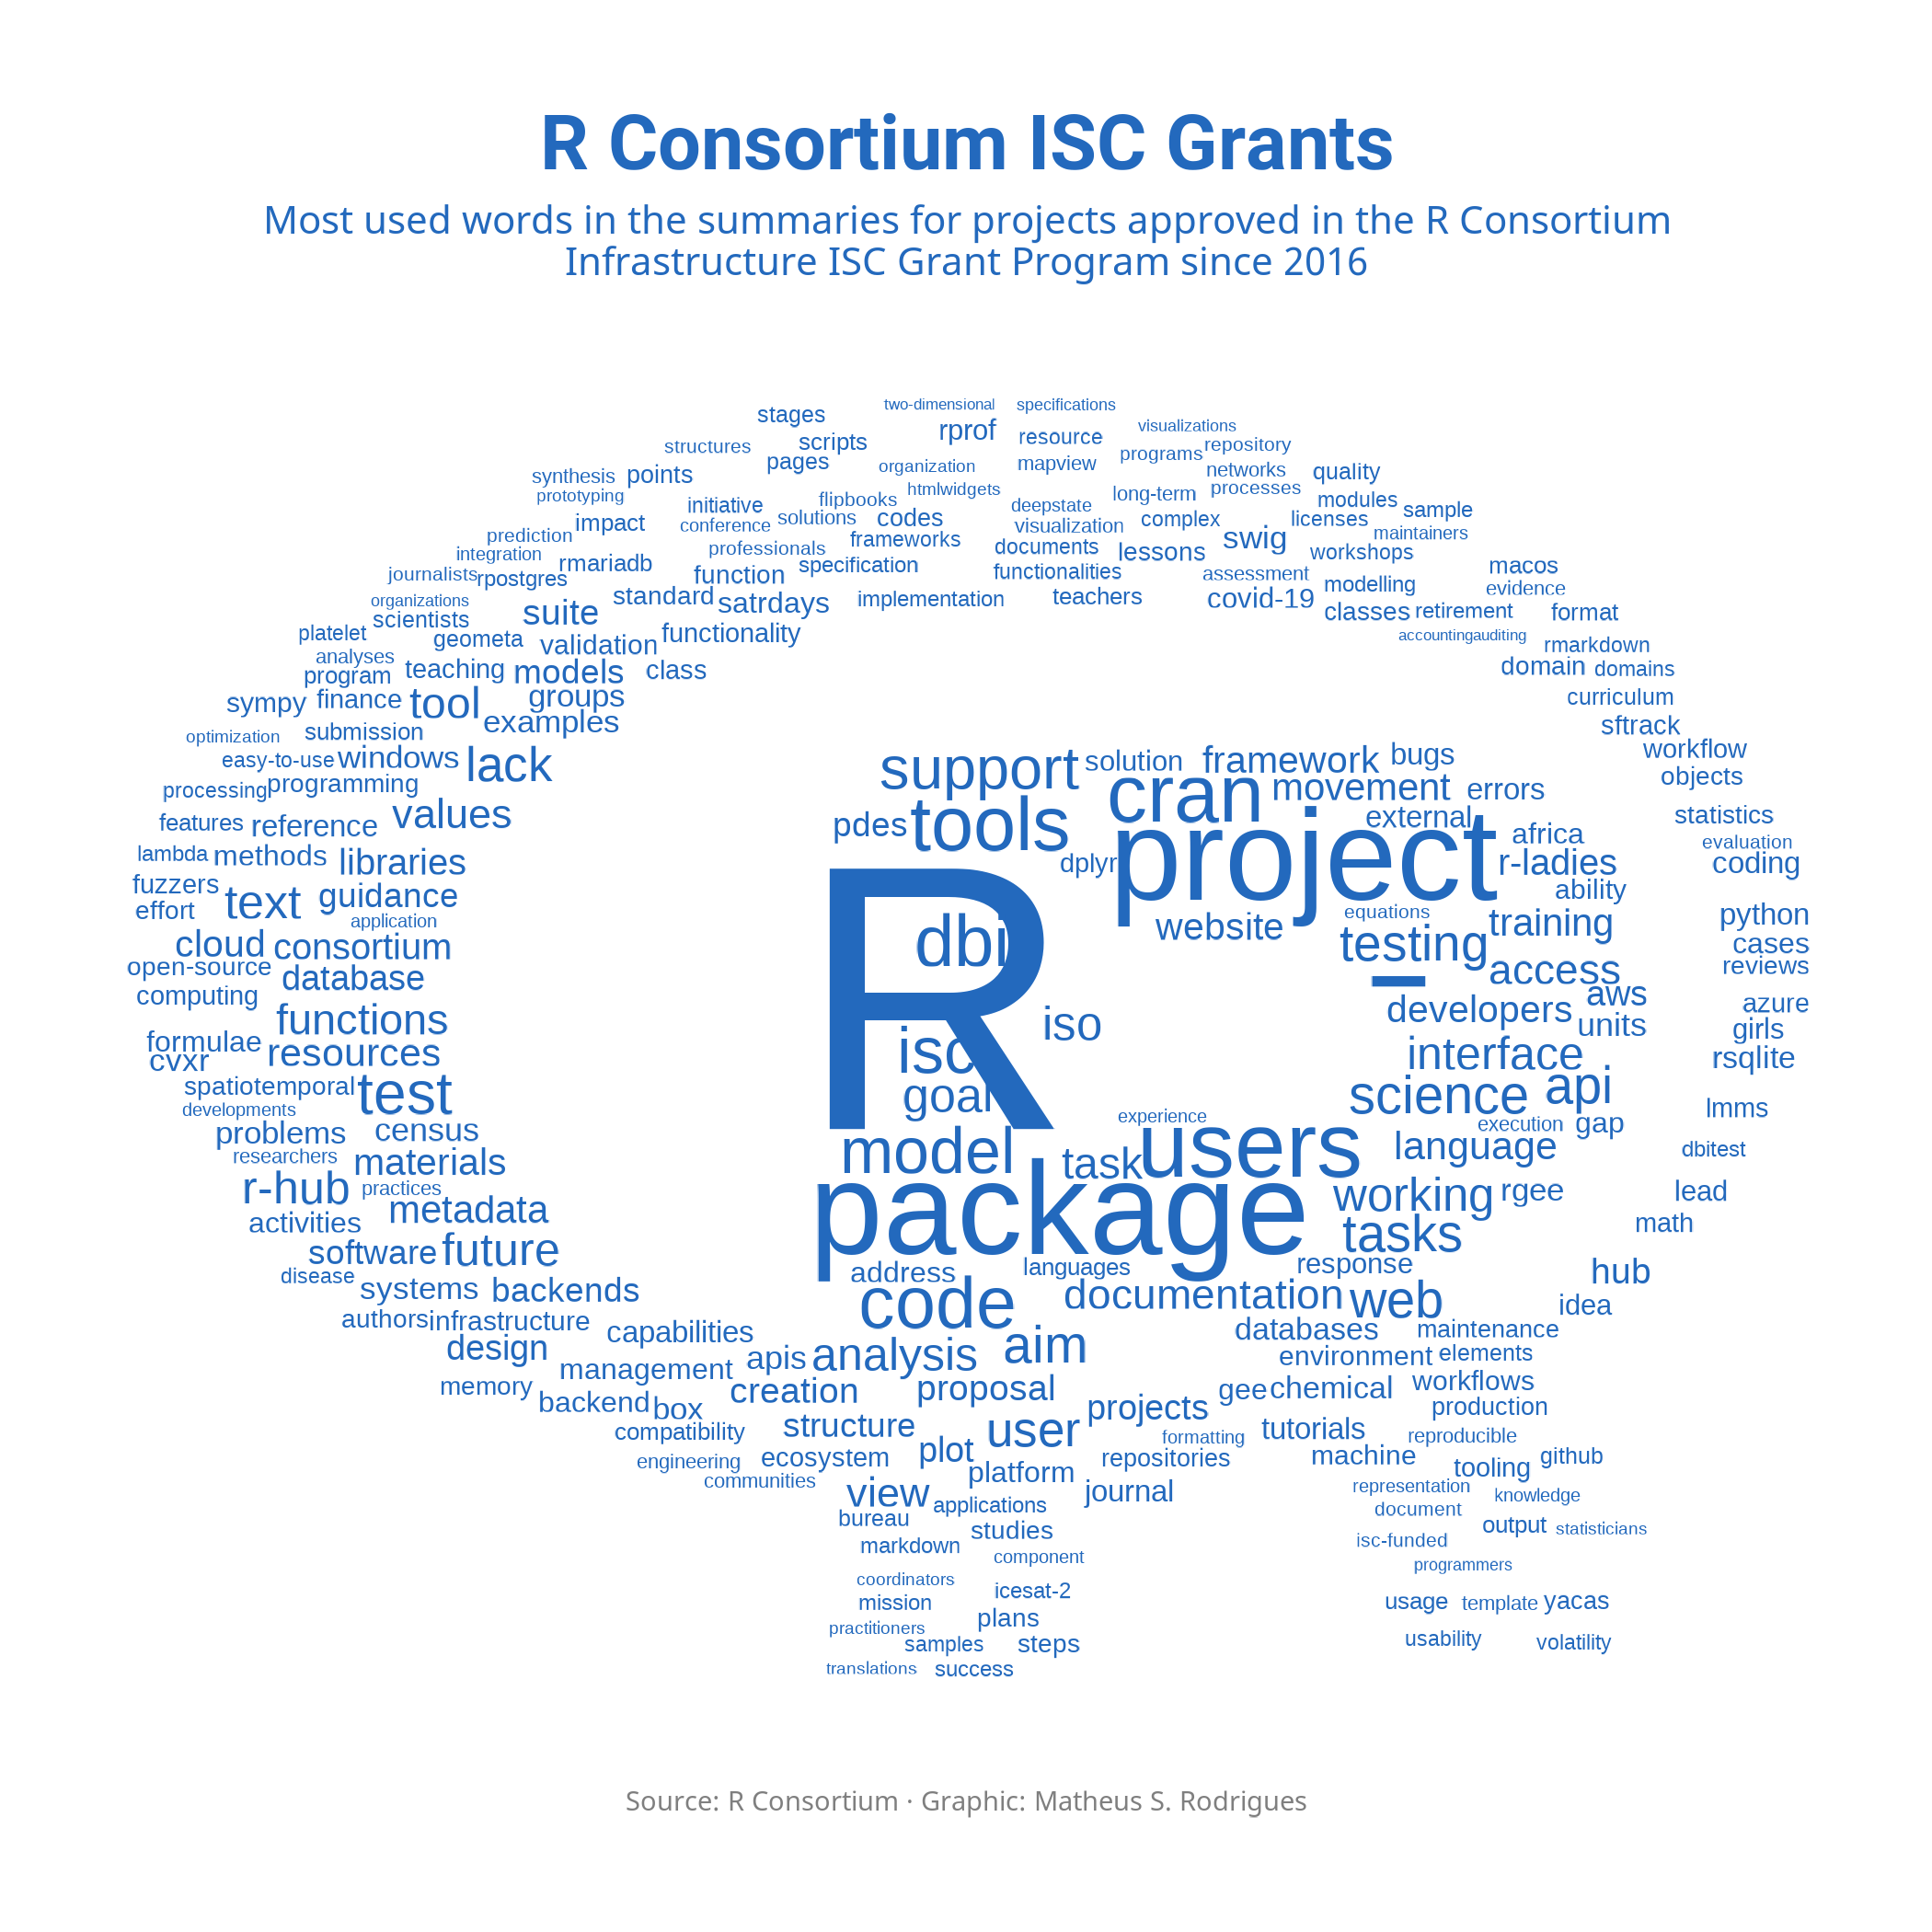 R Consortium ISC Grants
Most used words in the summaries for projects approved in the R Consortium
Infrastructure ISC Grant Program since 2016
two-dimensional specifications
stages rprof resource visualizations
structures scripts programs repository
pages organization mapview networks quality
synthesis points htmlwidgets long-term processes
prototyping initiative flipbooks deepstate modules sample
impact conference solutions codes visualization complex licenses maintainers
prediction professionals frameworks documents lessons swig workshops
integration rmariadb specification functionalities assessment modelling macos
journalists rpostgres function evidence
organizations suite standard satrdays implementation teachers covid-19 classes retirement format
scientists
platelet geometa validation functionality accountingauditing rmarkdown
analyses teaching models class domain domains
program
sympy finance tool groups curriculum
optimization submission examples sftrack
easy-to-use windows lack support solution framework bugs workflow
processing programming cran movement errors objects
features reference values pdes tools external statistics
lambda methods libraries dplyr project africa evaluation
fuzzers guidance r-ladies coding
effort text application ability
cloud consortium dbi website equations testing training python
open-source database access cases
computing R – aws reviews
functions isc iso developers units azure
formulae girls
cvxr resources interface rsqlite
spatiotemporal test goal science api lmms
developments experience execution gap
problems census model users language dbitest
researchers materials task
r-hub practices package working rgee lead
activities metadata tasks math
software future address languages response hub
disease systems backends code documentation web idea
authors infrastructure capabilities databases maintenance
design management apis analysis aim environment elements
memory backend box creation proposal gee chemical workflows
compatibility structure user projects tutorials production
engineering ecosystem plot formatting reproducible
communities platform repositories machine tooling github
view applications journal representation knowledge
bureau studies document output statisticians
markdown component isc-funded
coordinators icesat-2 programmers
mission plans usage template yacas
practitioners samples steps usability volatility
translations success
Source: R Consortium · Graphic: Matheus S. Rodrigues